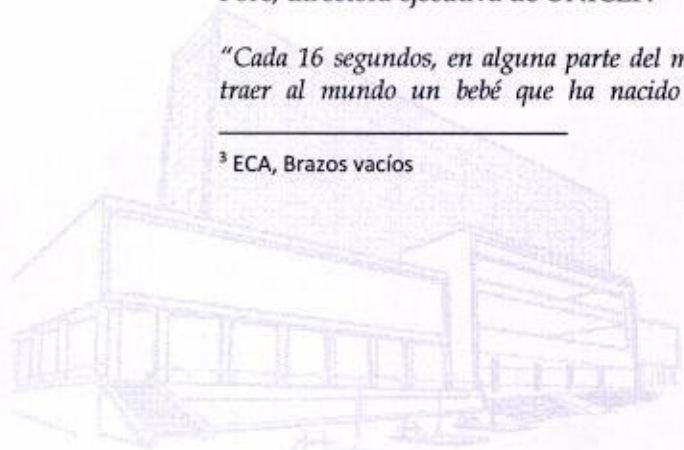 "Cada 16 segundos, en alguna parte del
traer al mundo un bebé que ha nacido
³ ECA, Brazos vacíos